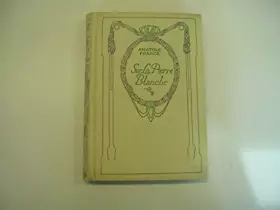 ANATOLE
FRANCE
Sur la Pierre
Blanche